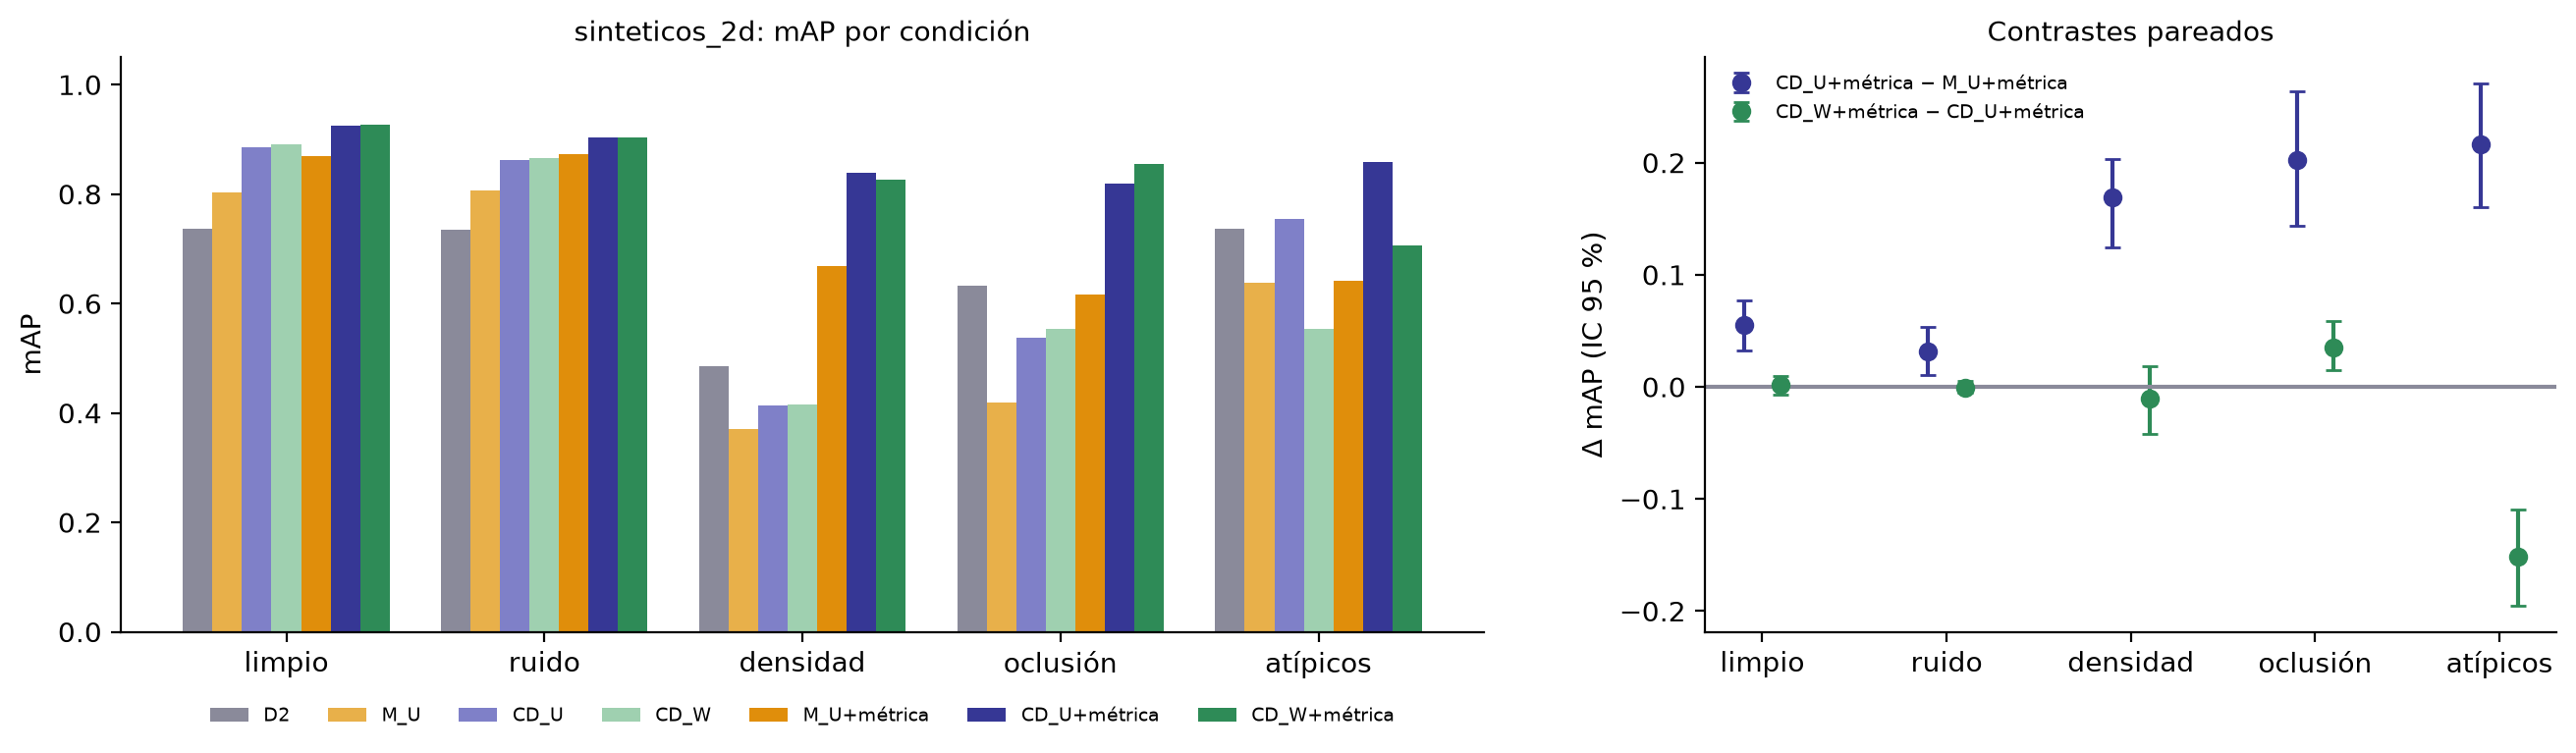 sinteticos_2d: mAP por condición
mAP
1.0
0.8
0.6
0.4
0.2
0.0
limpio
ruido
densidad
oclusión
atípicos
D2
M_U
CD_U
CD_W
M_U+métrica
CD_U+métrica
CD_W+métrica
Contrastes pareados
CD_U+métrica − M_U+métrica
CD_W+métrica − CD_U+métrica
Δ mAP (IC 95 %)
0.2
0.1
0.0
−0.1
−0.2
limpio
ruido
densidad
oclusión
atípicos